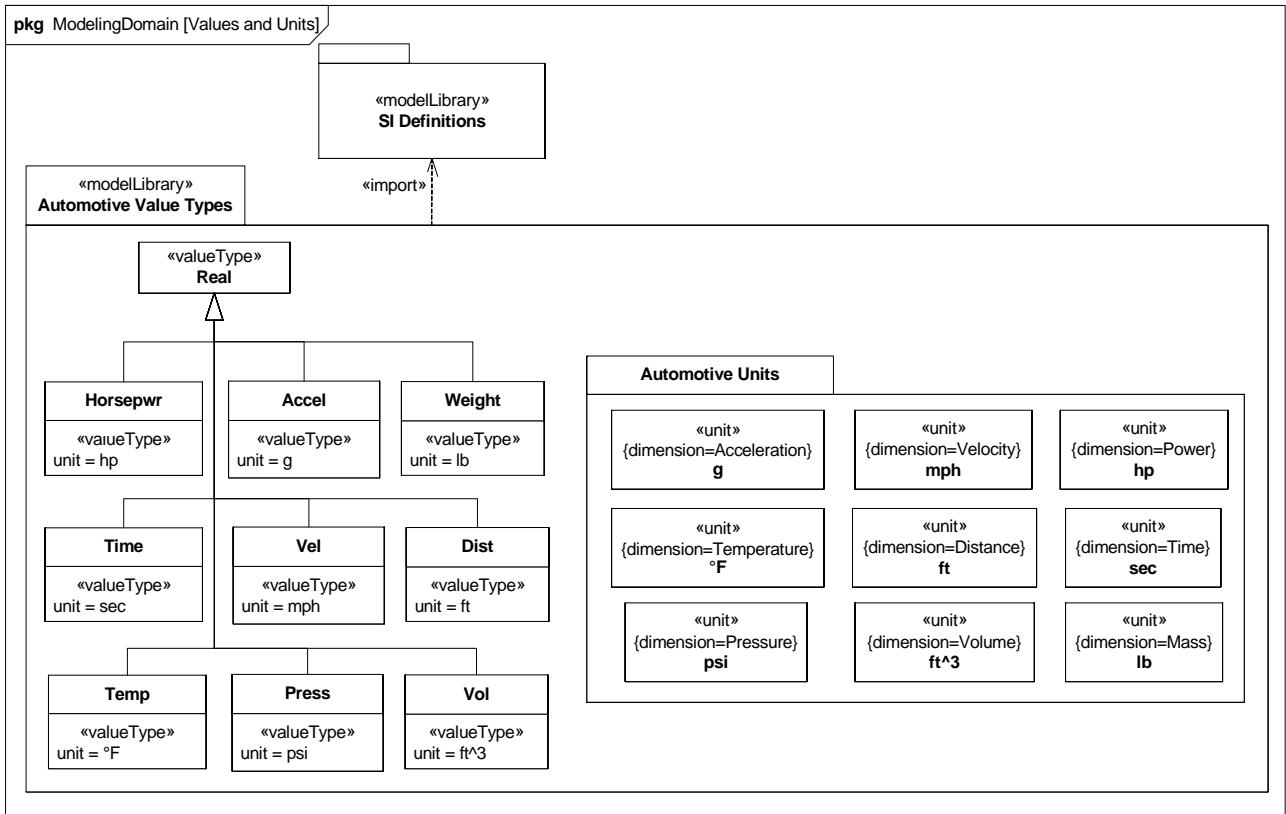 pkg ModelingDomain [Values and Units]
«modelLibrary»
SI Definitions
«import»
«modelLibrary»
Automotive Value Types
«valueType»
Real
Horsepwr
«valueType»
unit = hp
Accel
«valueType»
unit = g
Weight
«valueType»
unit = lb
Time
«valueType»
unit = sec
Vel
«valueType»
unit = mph
Dist
«valueType»
unit = ft
Temp
«valueType»
unit = °F
Press
«valueType»
unit = psi
Vol
«valueType»
unit = ft^3
Automotive Units
«unit»
{dimension=Acceleration}
g
«unit»
{dimension=Velocity}
mph
«unit»
{dimension=Power}
hp
«unit»
{dimension=Temperature}
°F
«unit»
{dimension=Distance}
ft
«unit»
{dimension=Time}
sec
«unit»
{dimension=Pressure}
psi
«unit»
{dimension=Volume}
ft^3
«unit»
{dimension=Mass}
lb